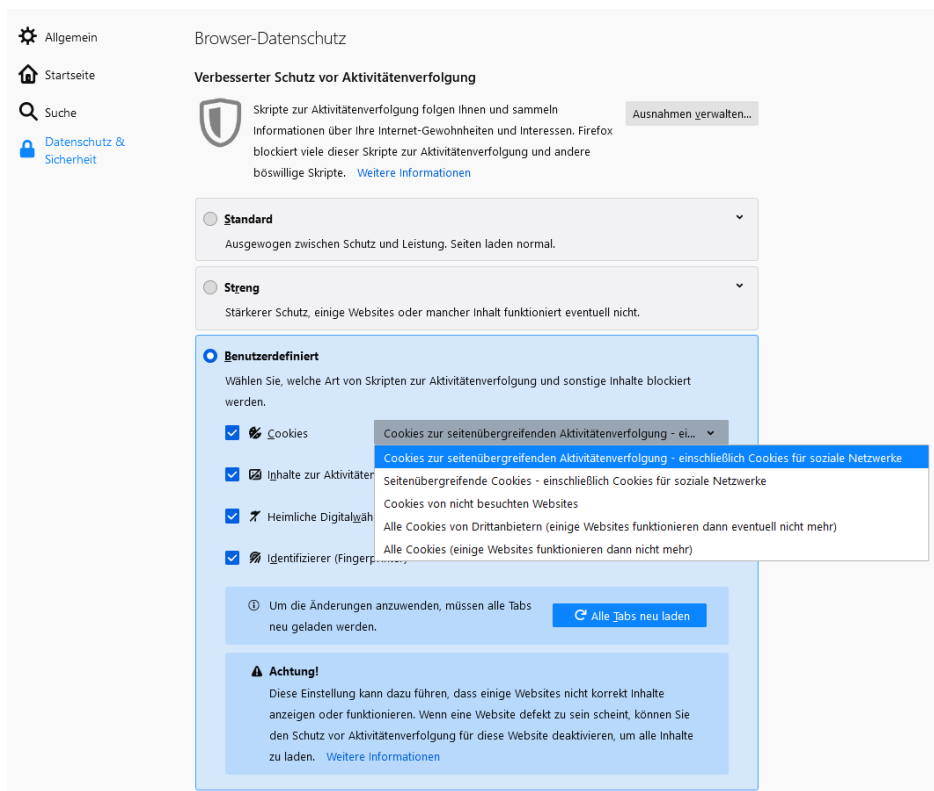 Allgemein
Startseite
Suche
Datenschutz &
Sicherheit
Browser-Datenschutz
Verbesserter Schutz vor Aktivitätenverfolgung
Skripte zur Aktivitätenverfolgung folgen Ihnen und sammeln
Informationen über Ihre Internet-Gewohnheiten und Interessen. Firefox
blockiert viele dieser Skripte zur Aktivitätenverfolgung und andere
böswillige Skripte. Weitere Informationen
Ausnahmen verwalten...
Standard
Ausgewogen zwischen Schutz und Leistung. Seiten laden normal.
Streng
Stärkerer Schutz, einige Websites oder mancher Inhalt funktioniert eventuell nicht.
Benutzerdefiniert
Wählen Sie, welche Art von Skripten zur Aktivitätenverfolgung und sonstige Inhalte blockiert
werden.
Cookies
Cookies zur seitenübergreifenden Aktivitätenverfolgung - ei...
Cookies zur seitenübergreifenden Aktivitätenverfolgung - einschließlich Cookies für soziale Netzwerke
Seitenübergreifende Cookies - einschließlich Cookies für soziale Netzwerke
Cookies von nicht besuchten Websites
Alle Cookies von Drittanbietern (einige Websites funktionieren dann eventuell nicht mehr)
Alle Cookies (einige Websites funktionieren dann nicht mehr)
Inhalte zur Aktivitäten
Heimliche Digitalwäh
Identifizierer (Fingerprinter)
Um die Änderungen anzuwenden, müssen alle Tabs
neu geladen werden.
Alle Tabs neu laden
Achtung!
Diese Einstellung kann dazu führen, dass einige Websites nicht korrekt Inhalte
anzeigen oder funktionieren. Wenn eine Website defekt zu sein scheint, können Sie
den Schutz vor Aktivitätenverfolgung für diese Website deaktivieren, um alle Inhalte
zu laden. Weitere Informationen